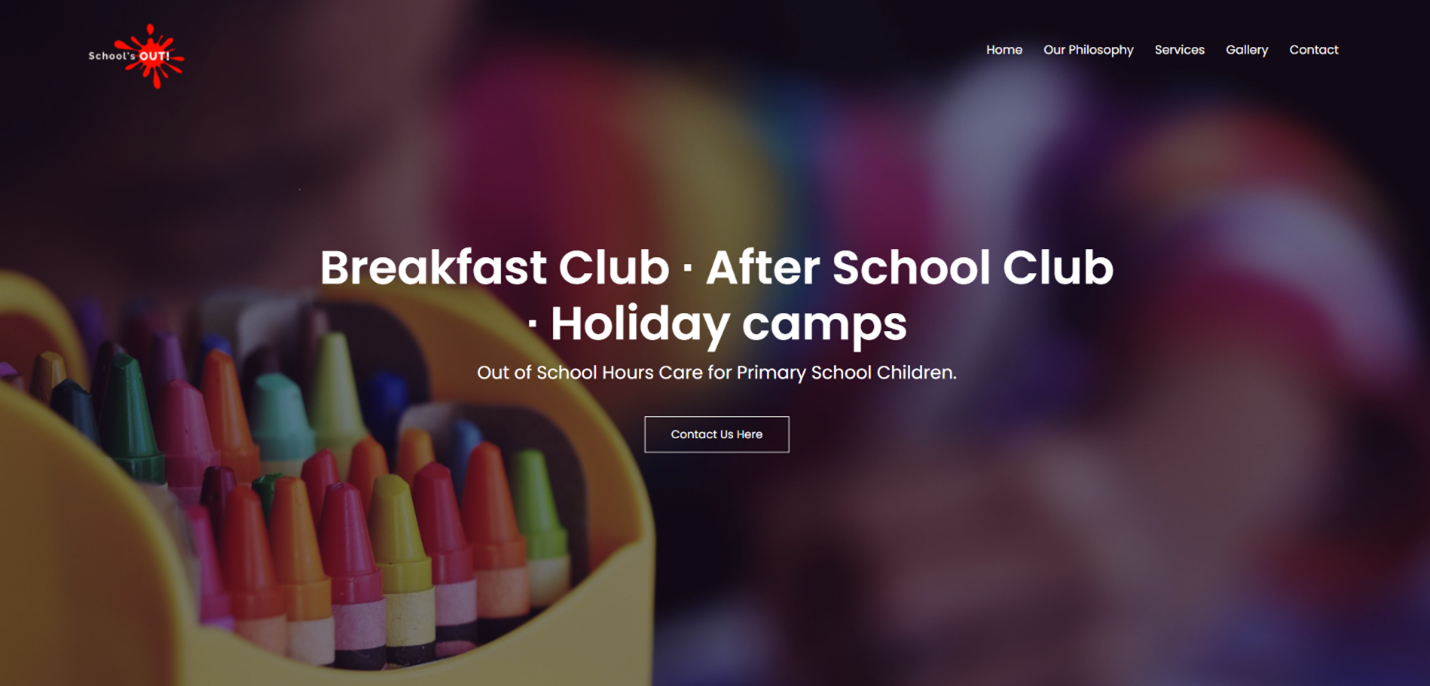 School's OUT!
Home Our Philosophy Services Gallery Contact
Breakfast Club · After School Club
· Holiday camps
Out of School Hours Care for Primary School Children.
Contact Us Here